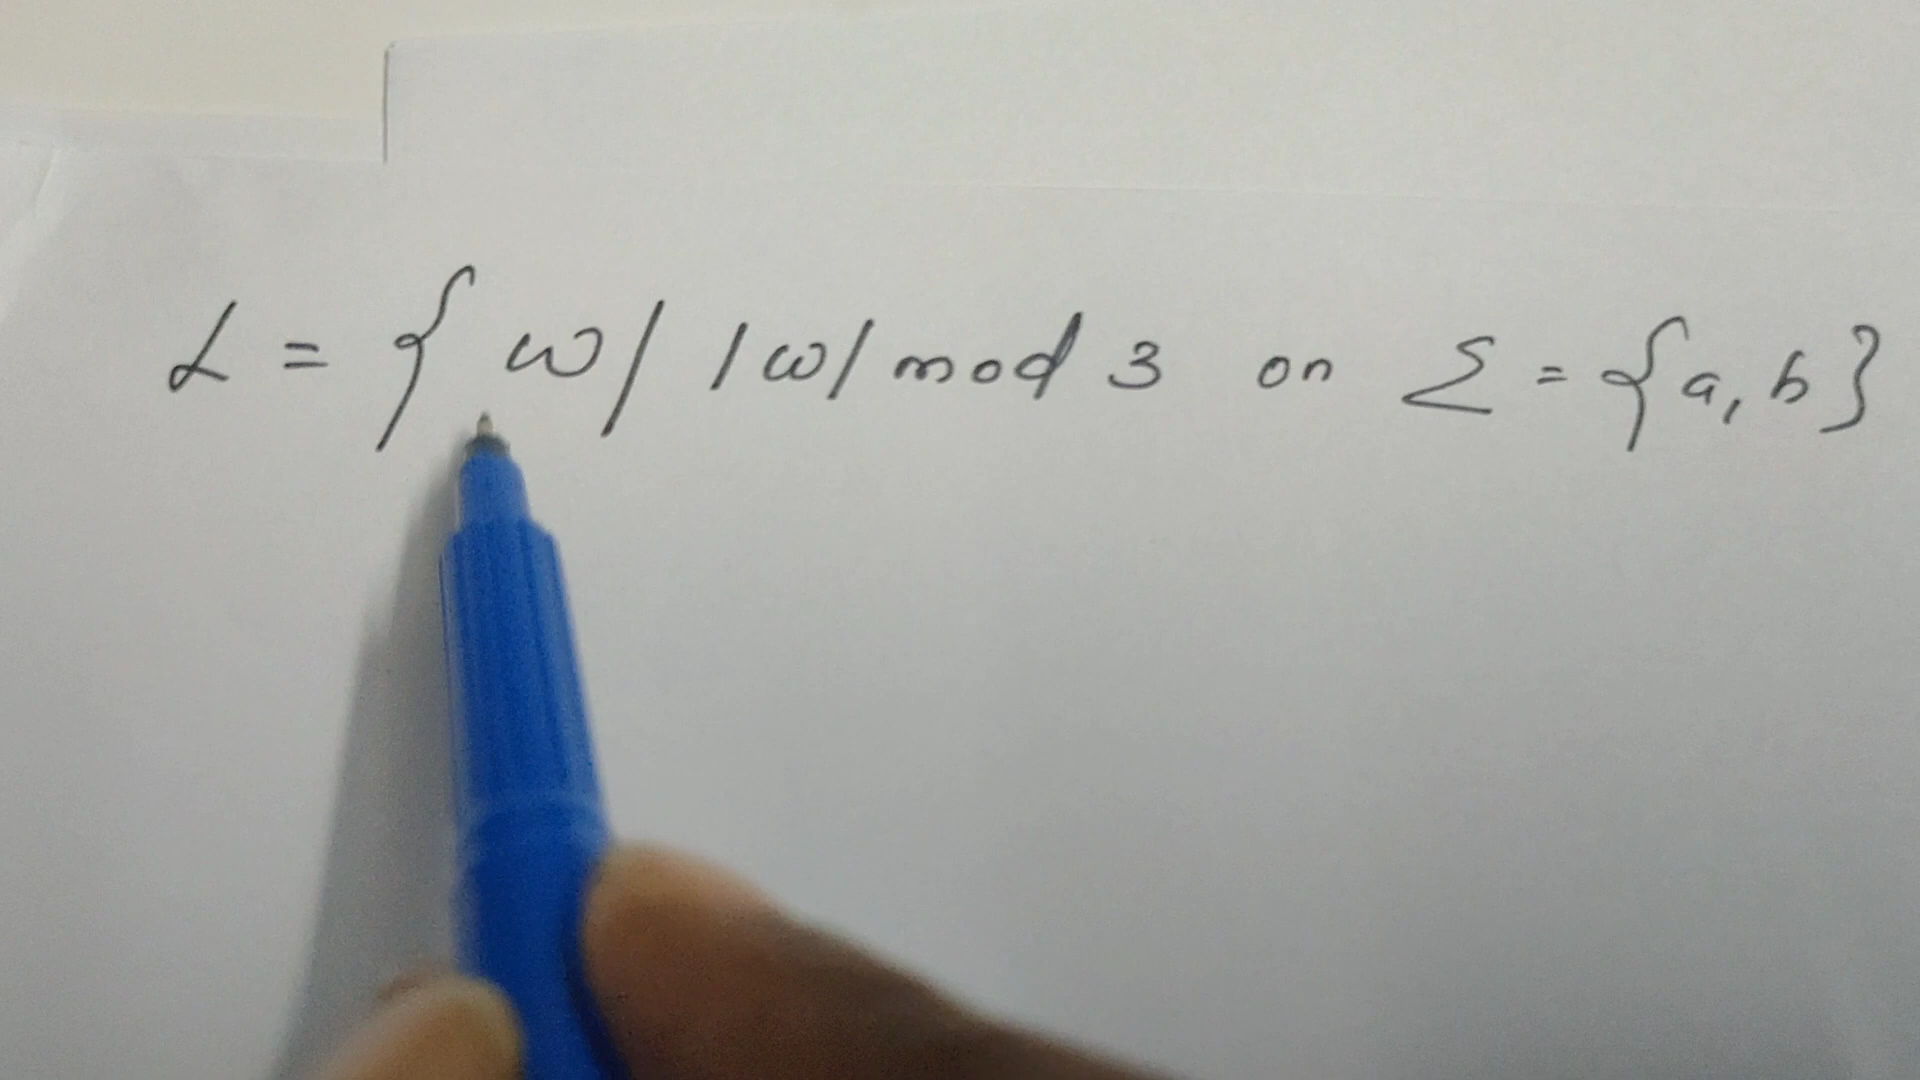 L = { w / |w| mod 3 on Σ = {a, b}